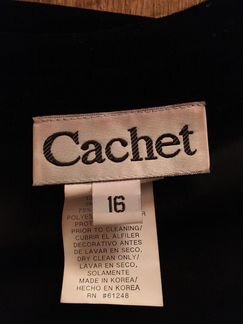 Cachet
16
POLYES
PROT
PRIOR TO CLEANING/
CUBRIR EL ALFILER
DECORATIVO ANTES
DE LAVAR EN SECO.
DRY CLEAN ONLY/
LAVAR EN SECO,
SOLAMENTE
MADE IN KOREA/
HECHO EN KOREA
RN #61248